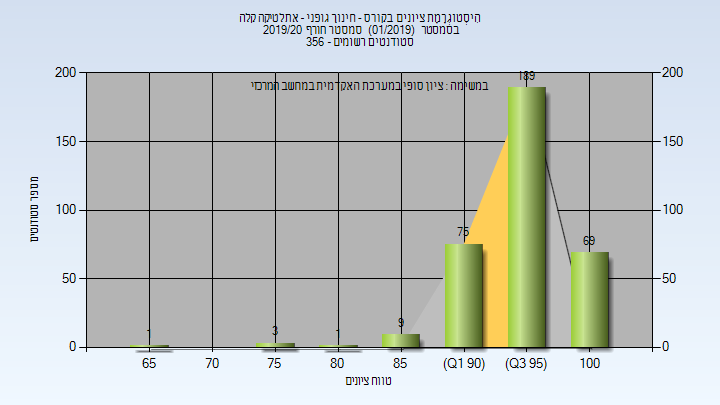 היסטוגרמת ציונים בקורס - חינוך גופני - אתלטיקה קלה
בסמסטר (01/2019) סמסטר חורף 2019/20
סטודנטים רשומים - 356
במשימה : ציון סופי במערכת האקדמית במחשב המרכזי
מספר סטודנטים
200
150
100
50
0
200
150
100
50
0
1
3
1
9
75
189
69
65 70 75 80 85 (Q1 90) (Q3 95) 100
טווח ציונים